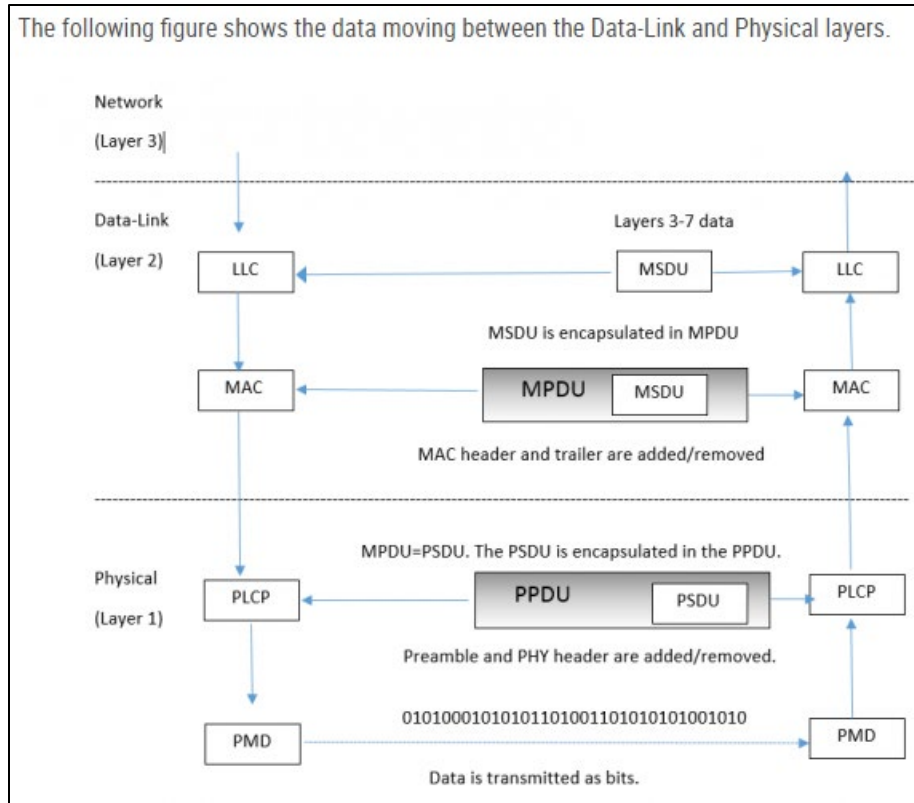 The following figure shows the data moving between the Data-Link and Physical layers.
Network
(Layer 3)
Data-Link
(Layer 2)
Layers 3-7 data
LLC
MSDU
LLC
MSDU is encapsulated in MPDU
MAC
MPDU
MSDU
MAC
MAC header and trailer are added/removed
MPDU=PSDU. The PSDU is encapsulated in the PPDU.
Physical
(Layer 1)
PLCP
PPDU
PSDU
PLCP
Preamble and PHY header are added/removed.
0101000101010110100110101010100101​0
PMD
PMD
Data is transmitted as bits.